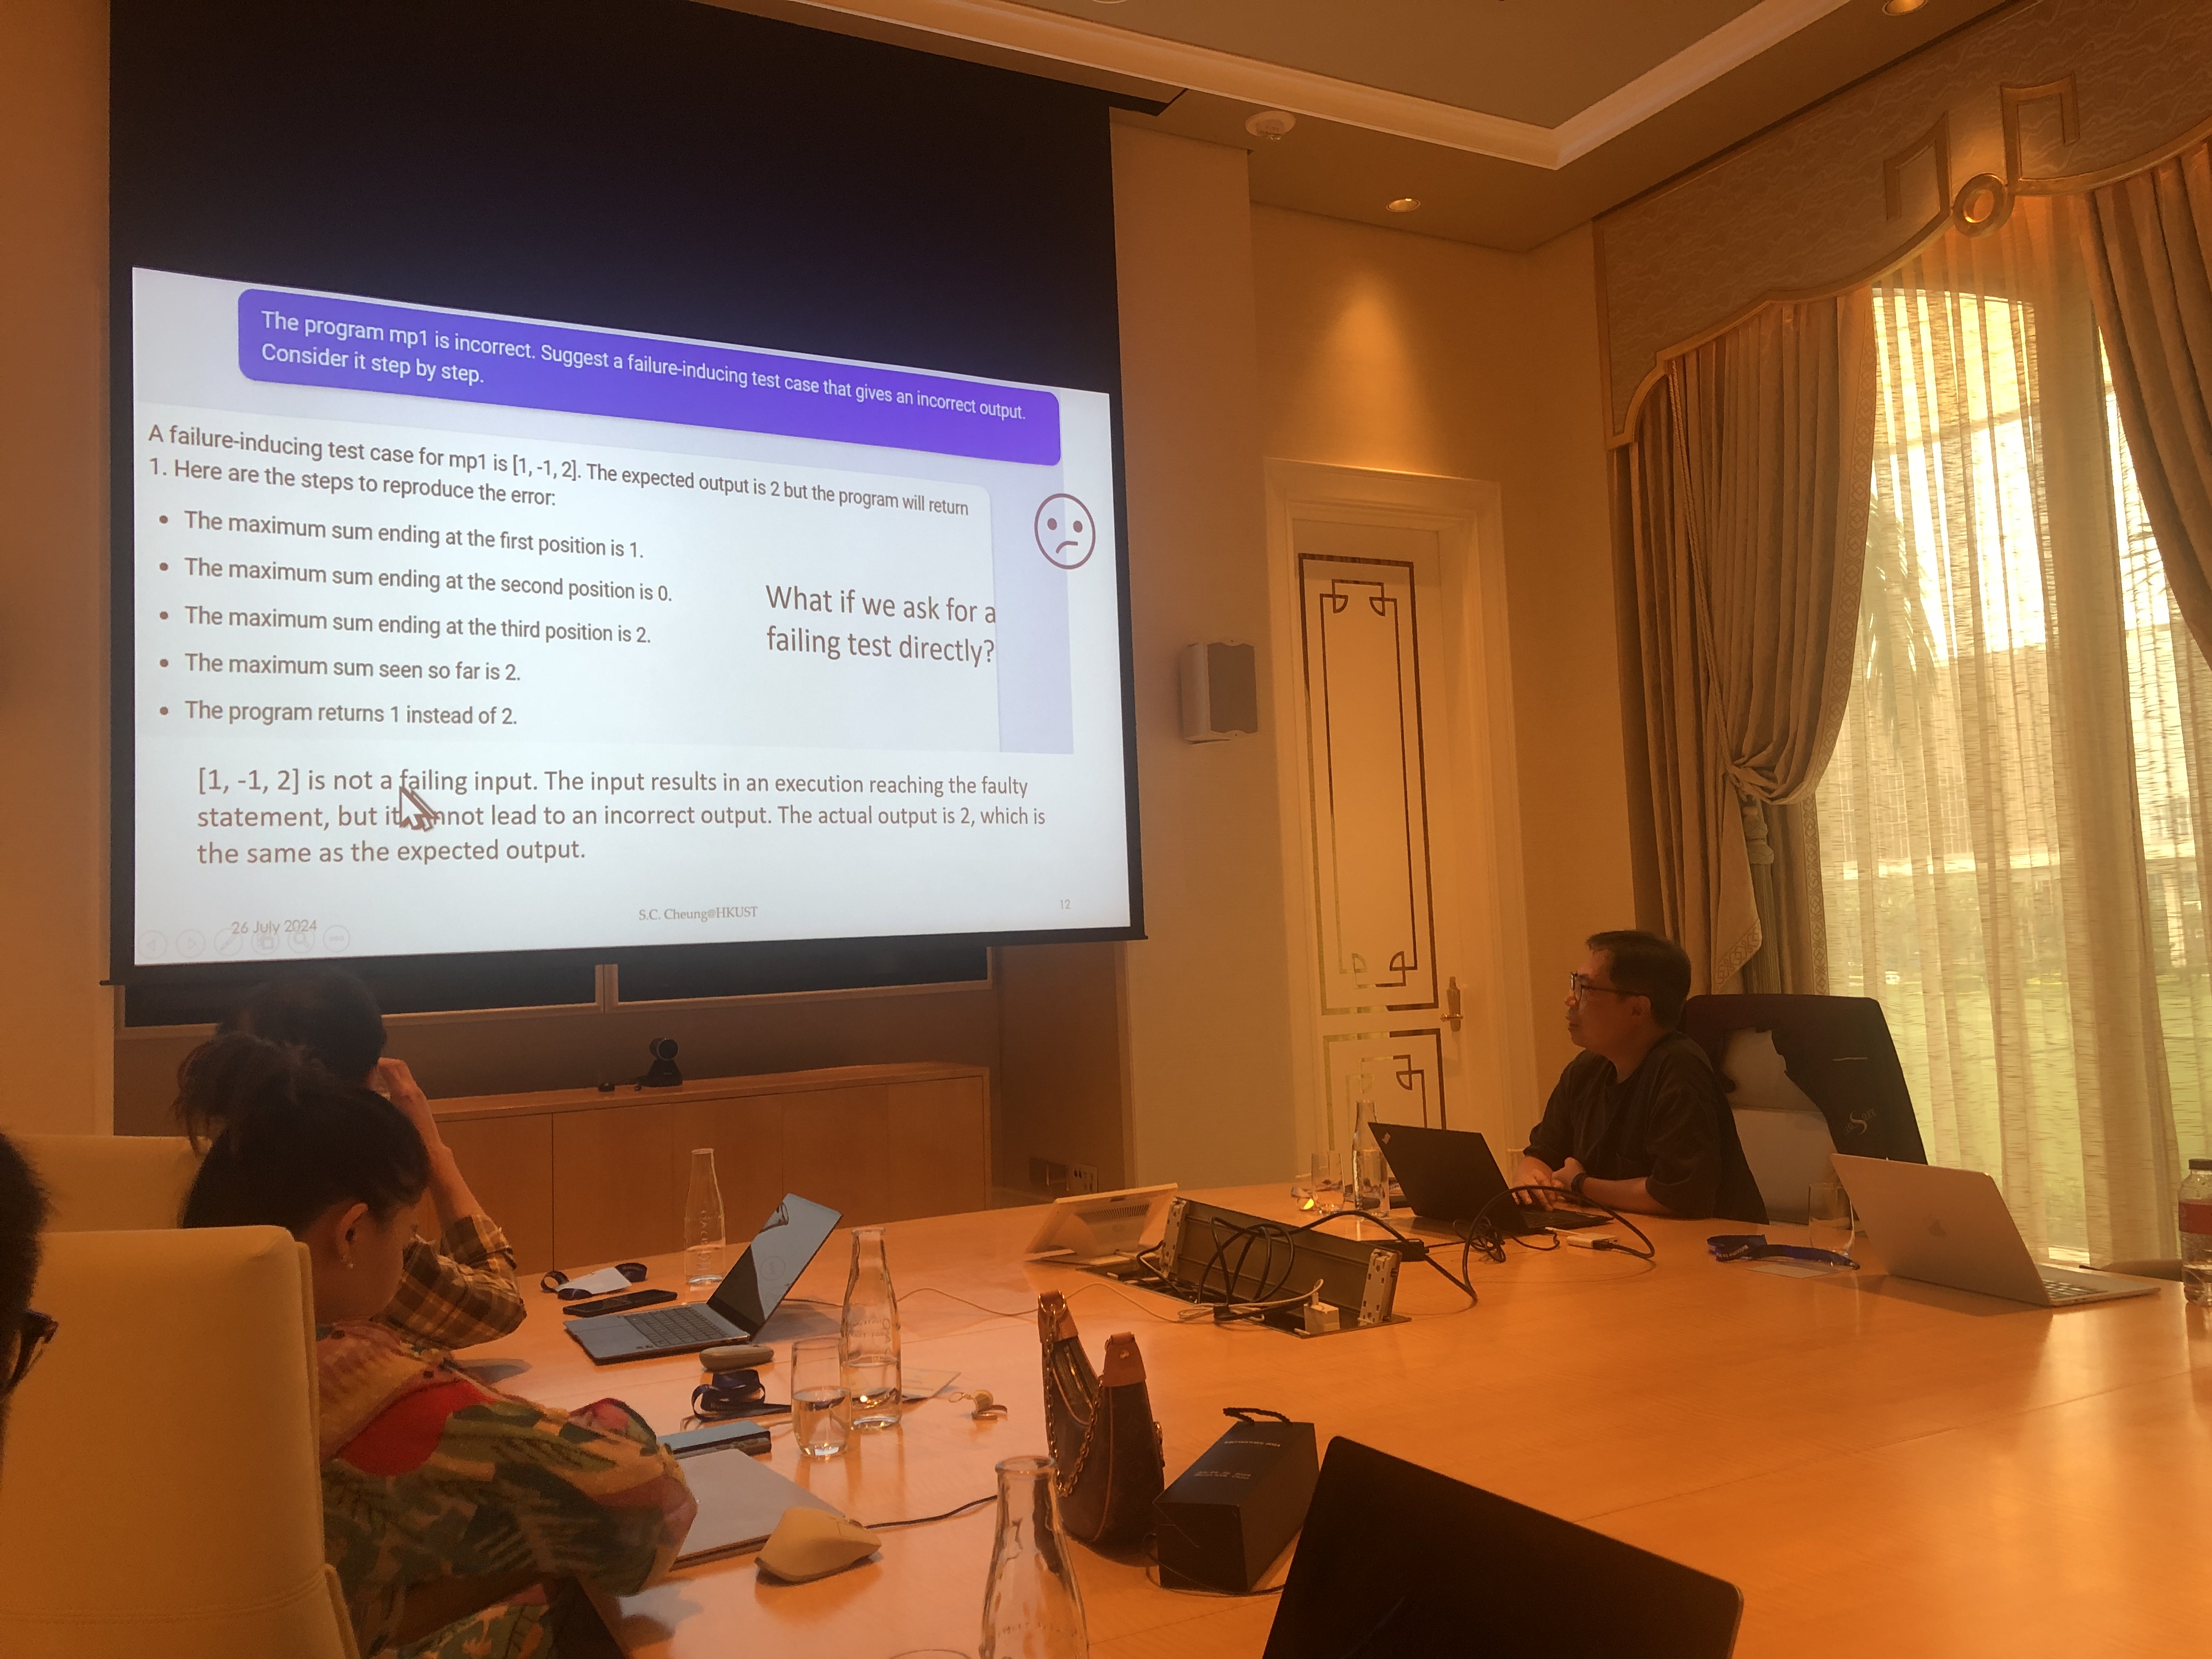 The program mp1 is incorrect. Suggest a failure-inducing test case that gives an incorrect output.
Consider it step by step.
A failure-inducing test case for mp1 is [1, -1, 2]. The expected output is 2 but the program will return
1. Here are the steps to reproduce the error:
• The maximum sum ending at the first position is 1.
• The maximum sum ending at the second position is 0.
• The maximum sum ending at the third position is 2.
• The maximum sum seen so far is 2.
• The program returns 1 instead of 2.
What if we ask for a
failing test directly?
[1, -1, 2] is not a failing input. The input results in an execution reaching the faulty
statement, but it nnot lead to an incorrect output. The actual output is 2, which is
the same as the expected output.
26 July 2024
S.C. Cheung@HKUST
12